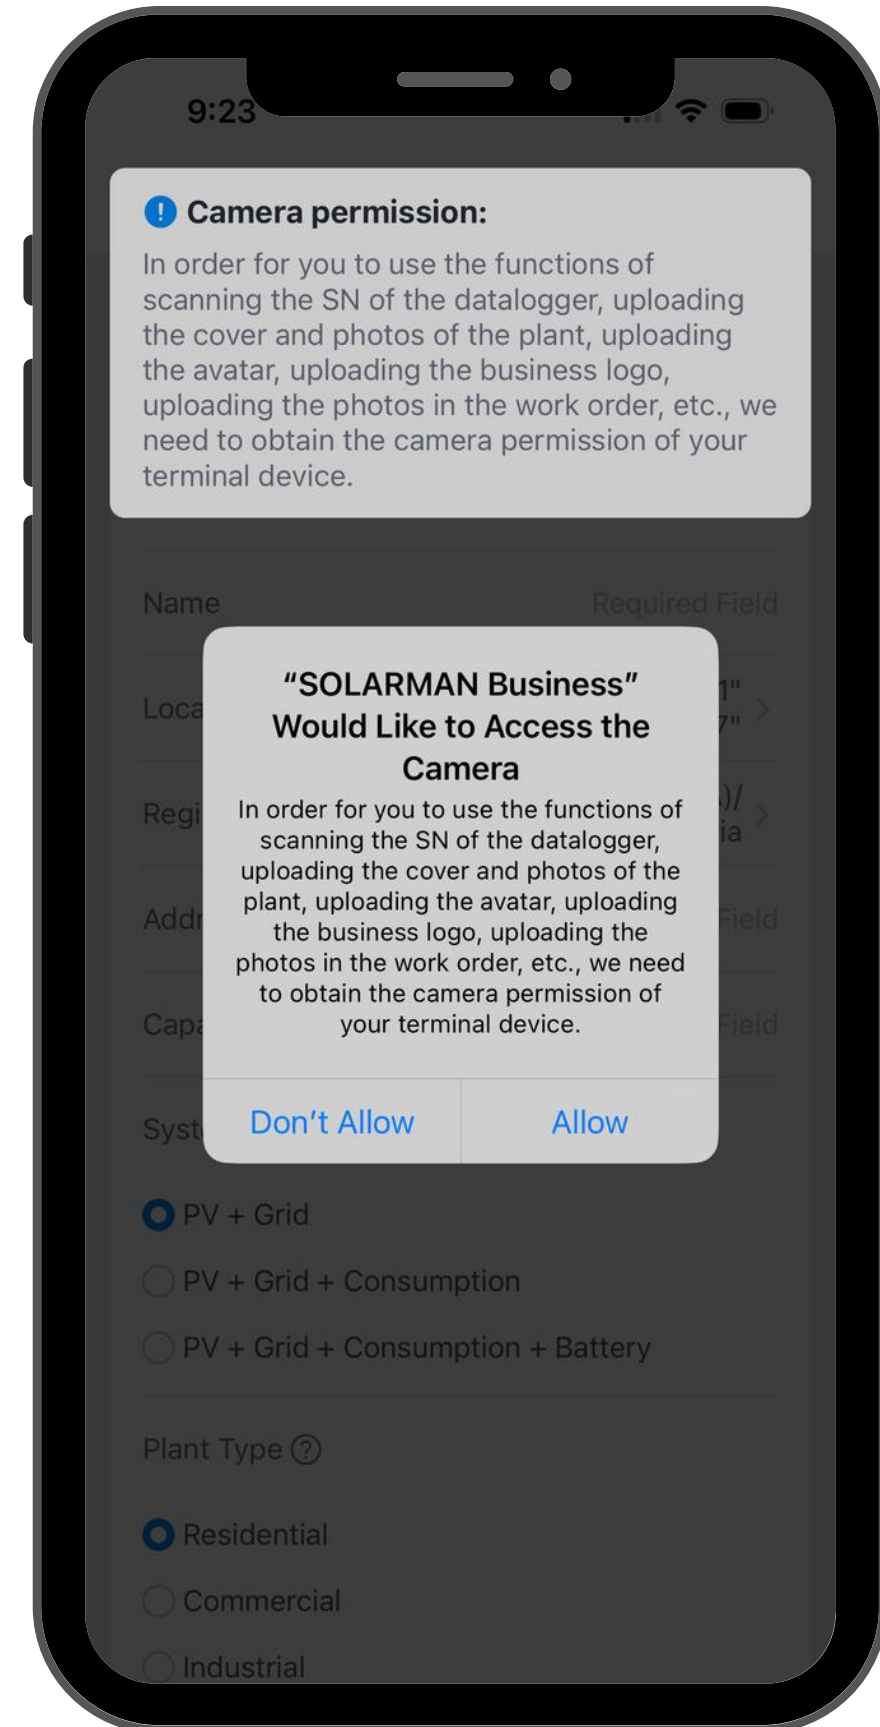 9:23
Camera permission:
In order for you to use the functions of
scanning the SN of the datalogger, uploading
the cover and photos of the plant, uploading
the avatar, uploading the business logo,
uploading the photos in the work order, etc., we
need to obtain the camera permission of your
terminal device.
Name Required Field
“SOLARMAN Business”
Would Like to Access the
Camera
In order for you to use the functions of
scanning the SN of the datalogger,
uploading the cover and photos of the
plant, uploading the avatar, uploading
the business logo, uploading the
photos in the work order, etc., we need
to obtain the camera permission of
your terminal device.
Don’t Allow Allow
Field
Field
PV + Grid
PV + Grid + Consumption
PV + Grid + Consumption + Battery
Plant Type ?
Residential
Commercial
Industrial